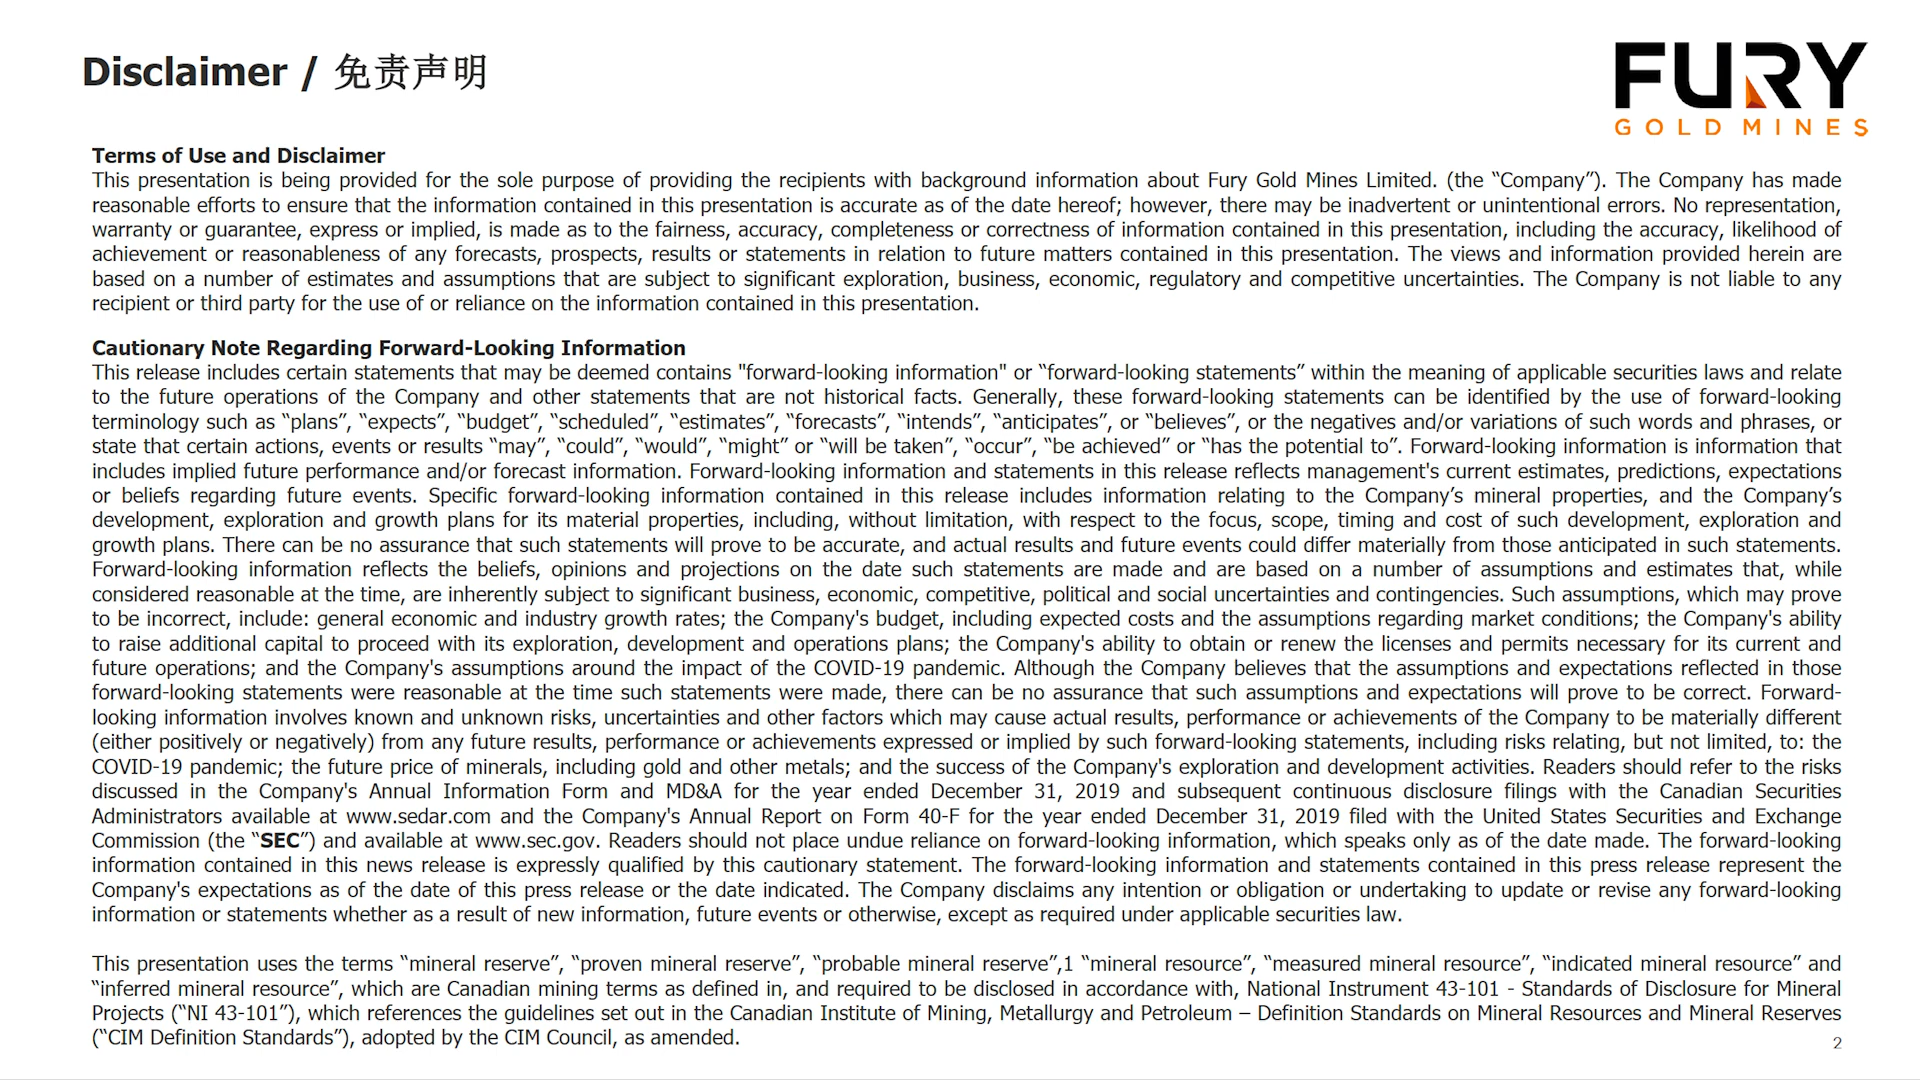 Disclaimer / 免责声明
FURY
GOLD MINES
Terms of Use and Disclaimer
This presentation is being provided for the sole purpose of providing the recipients with background information about Fury Gold Mines Limited. (the “Company”). The Company has made
reasonable efforts to ensure that the information contained in this presentation is accurate as of the date hereof; however, there may be inadvertent or unintentional errors. No representation,
warranty or guarantee, express or implied, is made as to the fairness, accuracy, completeness or correctness of information contained in this presentation, including the accuracy, likelihood of
achievement or reasonableness of any forecasts, prospects, results or statements in relation to future matters contained in this presentation. The views and information provided herein are
based on a number of estimates and assumptions that are subject to significant exploration, business, economic, regulatory and competitive uncertainties. The Company is not liable to any
recipient or third party for the use of or reliance on the information contained in this presentation.
Cautionary Note Regarding Forward-Looking Information
This release includes certain statements that may be deemed contains "forward-looking information" or “forward-looking statements” within the meaning of applicable securities laws and relate
to the future operations of the Company and other statements that are not historical facts. Generally, these forward-looking statements can be identified by the use of forward-looking
terminology such as “plans”, “expects”, “budget”, “scheduled”, “estimates”, “forecasts”, “intends”, “anticipates”, or “believes”, or the negatives and/or variations of such words and phrases, or
state that certain actions, events or results “may”, “could”, “would”, “might” or “will be taken”, “occur”, “be achieved” or “has the potential to”. Forward-looking information is information that
includes implied future performance and/or forecast information. Forward-looking information and statements in this release reflects management's current estimates, predictions, expectations
or beliefs regarding future events. Specific forward-looking information contained in this release includes information relating to the Company’s mineral properties, and the Company’s
development, exploration and growth plans for its material properties, including, without limitation, with respect to the focus, scope, timing and cost of such development, exploration and
growth plans. There can be no assurance that such statements will prove to be accurate, and actual results and future events could differ materially from those anticipated in such statements.
Forward-looking information reflects the beliefs, opinions and projections on the date such statements are made and are based on a number of assumptions and estimates that, while
considered reasonable at the time, are inherently subject to significant business, economic, competitive, political and social uncertainties and contingencies. Such assumptions, which may prove
to be incorrect, include: general economic and industry growth rates; the Company's budget, including expected costs and the assumptions regarding market conditions; the Company's ability
to raise additional capital to proceed with its exploration, development and operations plans; the Company's ability to obtain or renew the licenses and permits necessary for its current and
future operations; and the Company's assumptions around the impact of the COVID-19 pandemic. Although the Company believes that the assumptions and expectations reflected in those
forward-looking statements were reasonable at the time such statements were made, there can be no assurance that such assumptions and expectations will prove to be correct. Forward-
looking information involves known and unknown risks, uncertainties and other factors which may cause actual results, performance or achievements of the Company to be materially different
(either positively or negatively) from any future results, performance or achievements expressed or implied by such forward-looking statements, including risks relating, but not limited, to: the
COVID-19 pandemic; the future price of minerals, including gold and other metals; and the success of the Company's exploration and development activities. Readers should refer to the risks
discussed in the Company's Annual Information Form and MD&A for the year ended December 31, 2019 and subsequent continuous disclosure filings with the Canadian Securities
Administrators available at www.sedar.com and the Company's Annual Report on Form 40-F for the year ended December 31, 2019 filed with the United States Securities and Exchange
Commission (the “SEC”) and available at www.sec.gov. Readers should not place undue reliance on forward-looking information, which speaks only as of the date made. The forward-looking
information contained in this news release is expressly qualified by this cautionary statement. The forward-looking information and statements contained in this press release represent the
Company's expectations as of the date of this press release or the date indicated. The Company disclaims any intention or obligation or undertaking to update or revise any forward-looking
information or statements whether as a result of new information, future events or otherwise, except as required under applicable securities law.
This presentation uses the terms “mineral reserve”, “proven mineral reserve”, “probable mineral reserve”,1 “mineral resource”, “measured mineral resource”, “indicated mineral resource” and
“inferred mineral resource”, which are Canadian mining terms as defined in, and required to be disclosed in accordance with, National Instrument 43-101 - Standards of Disclosure for Mineral
Projects (“NI 43-101”), which references the guidelines set out in the Canadian Institute of Mining, Metallurgy and Petroleum – Definition Standards on Mineral Resources and Mineral Reserves
(“CIM Definition Standards”), adopted by the CIM Council, as amended.
2